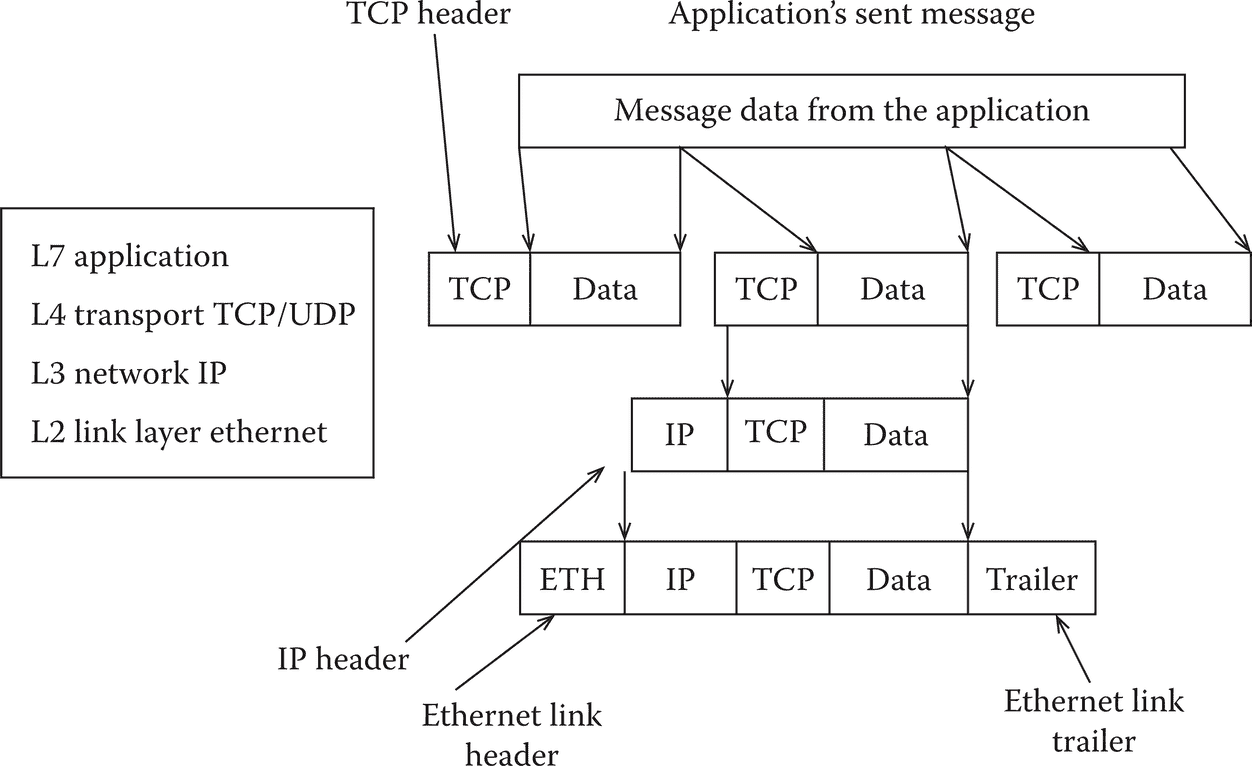 TCP header
Application’s sent message
Message data from the application
L7 application
L4 transport TCP/UDP
L3 network IP
L2 link layer ethernet
TCP Data TCP Data TCP Data
IP TCP Data
ETH IP TCP Data Trailer
IP header
Ethernet link
header
Ethernet link
trailer